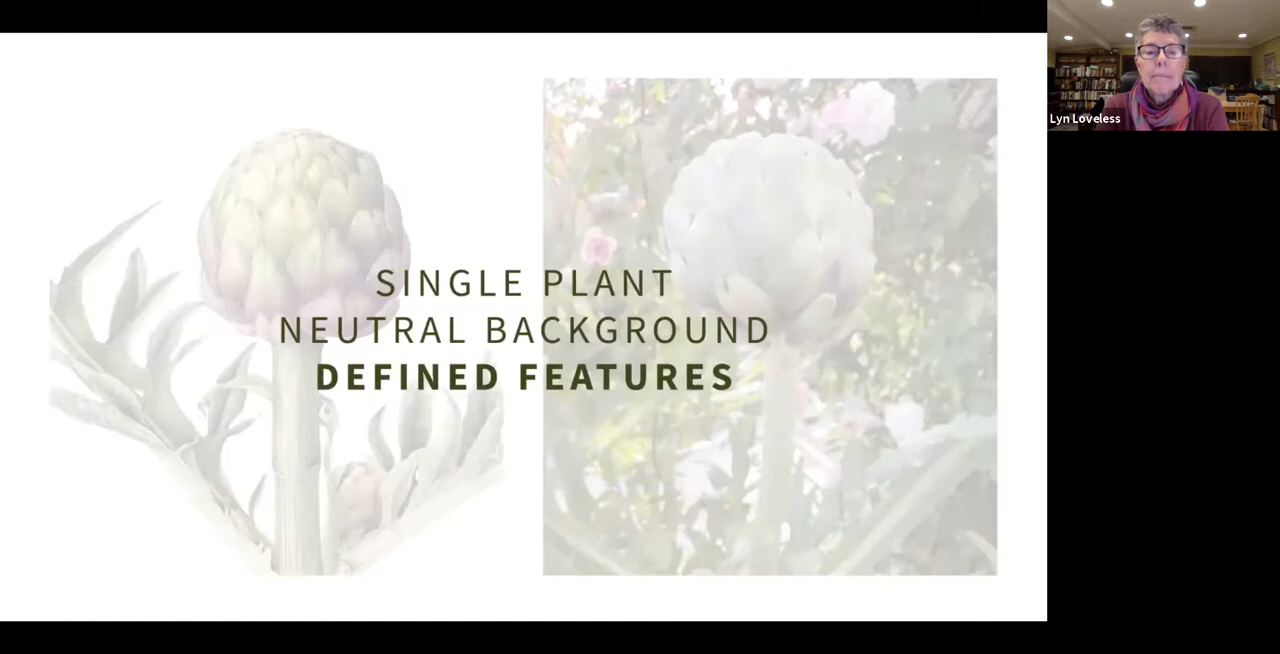 SINGLE PLANT
NEUTRAL BACKGROUND
DEFINED FEATURES
Lyn Loveless